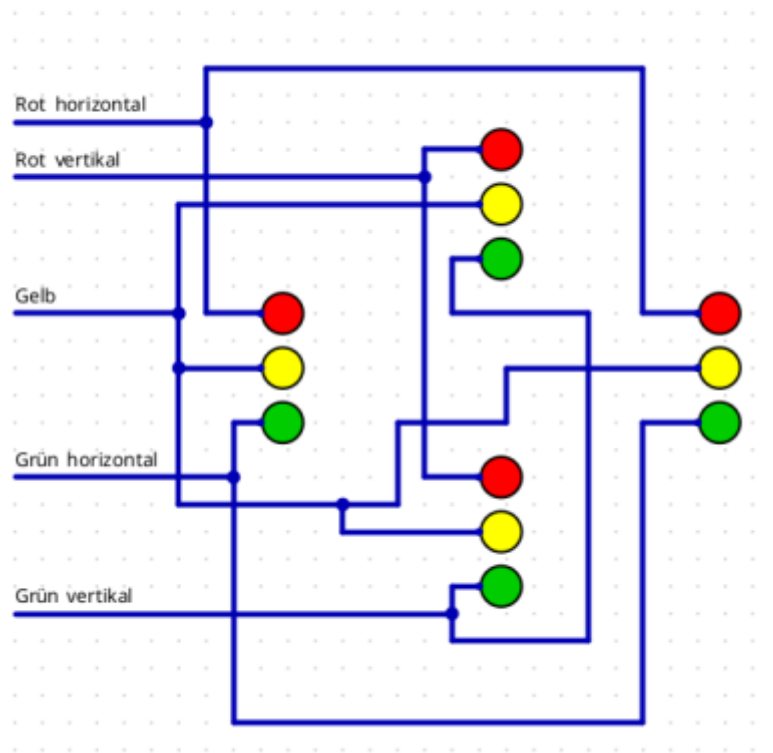 Rot horizontal
Rot vertikal
Gelb
Grün horizontal
Grün vertikal